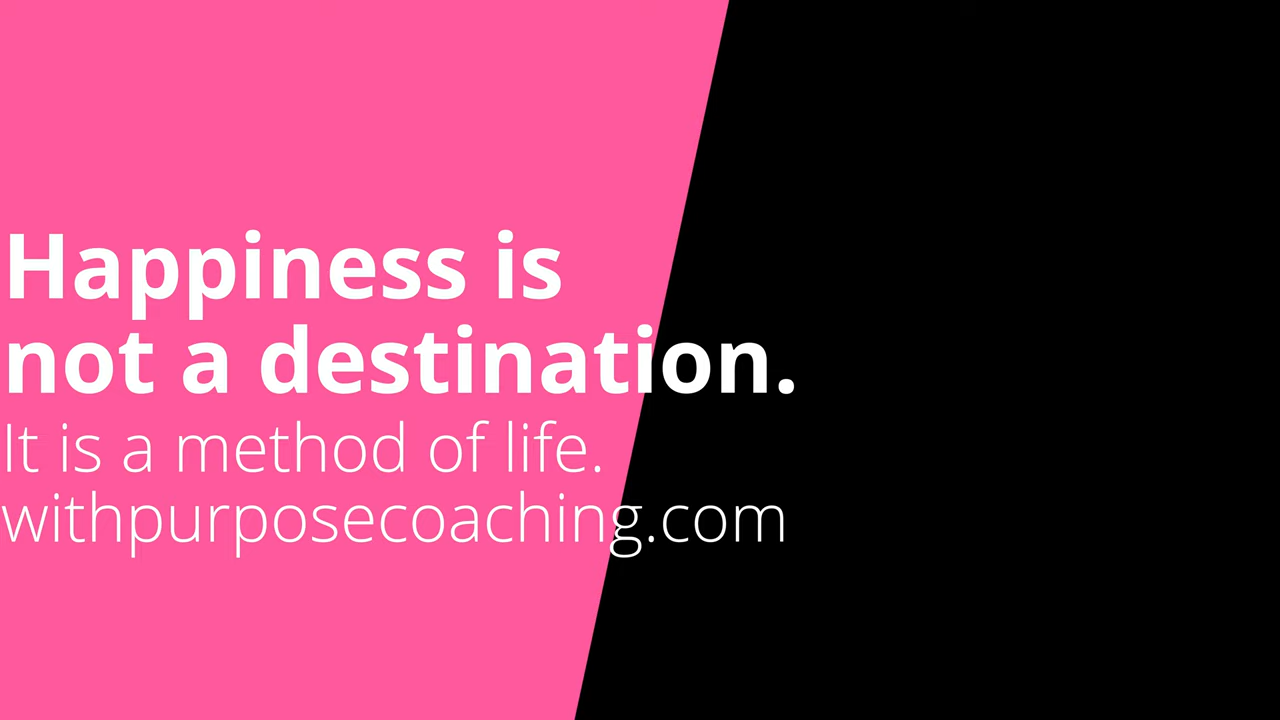 Happiness is
not a destination.
It is a method of life.
withpurposecoaching.com